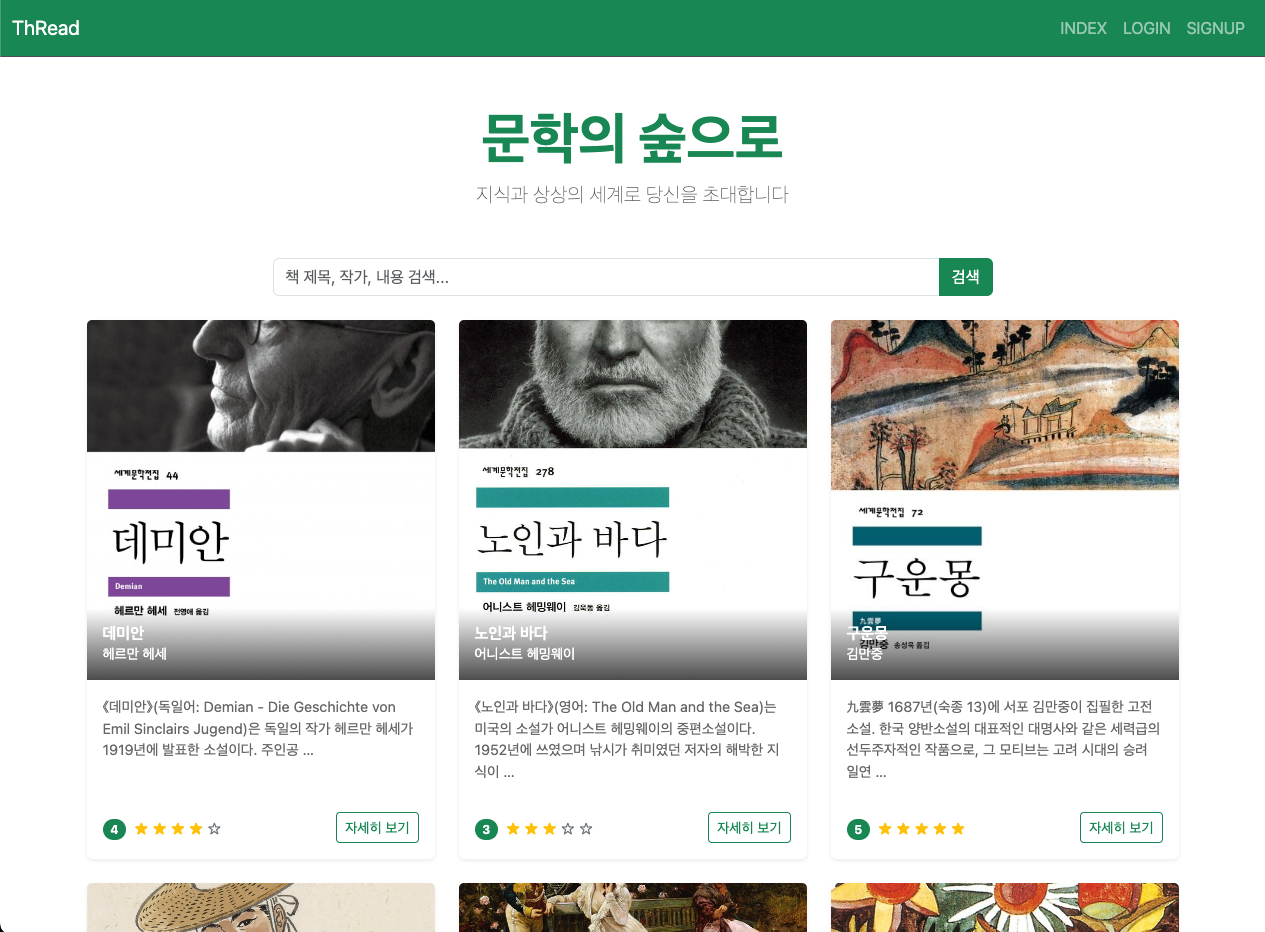 ThRead
INDEX LOGIN SIGNUP
문학의 숲으로
지식과 상상의 세계로 당신을 초대합니다
책 제목, 작가, 내용 검색...
검색
세계문학전집 44
데미안
Demian
헤르만 헤세 전영애 옮김
데미안
헤르만 헤세
《데미안》(독일어: Demian - Die Geschichte von
Emil Sinclairs Jugend)은 독일의 작가 헤르만 헤세가
1919년에 발표한 소설이다. 주인공 ...
4
자세히 보기
세계문학전집 278
노인과 바다
The Old Man and the Sea
어니스트 헤밍웨이 김욱동 옮김
노인과 바다
어니스트 헤밍웨이
《노인과 바다》(영어: The Old Man and the Sea)는
미국의 소설가 어니스트 헤밍웨이의 중편소설이다.
1952년에 쓰였으며 낚시가 취미였던 저자의 해박한 지
식이 ...
3
자세히 보기
세계문학전집 72
구운몽
九雲夢
김만중 송성욱 옮김
구운몽
김만중
九雲夢 1687년(숙종 13)에 서포 김만중이 집필한 고전
소설. 한국 양반소설의 대표적인 대명사와 같은 세력급의
선두주자적인 작품으로, 그 모티브는 고려 시대의 승려
일연 ...
5
자세히 보기